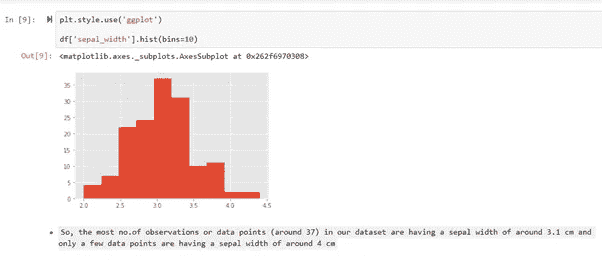 In [9]: plt.style.use('ggplot')
df['sepal_width'].hist(bins=10)
Out[9]: <matplotlib.axes._subplots.AxesSubplot at 0x262f6970308>
35
30
25
20
15
10
5
0
2.0 2.5 3.0 3.5 4.0 4.5
So, the most no.of observations or data points (around 37) in our dataset are having a sepal width of around 3.1 cm and
only a few data points are having a sepal width of around 4 cm